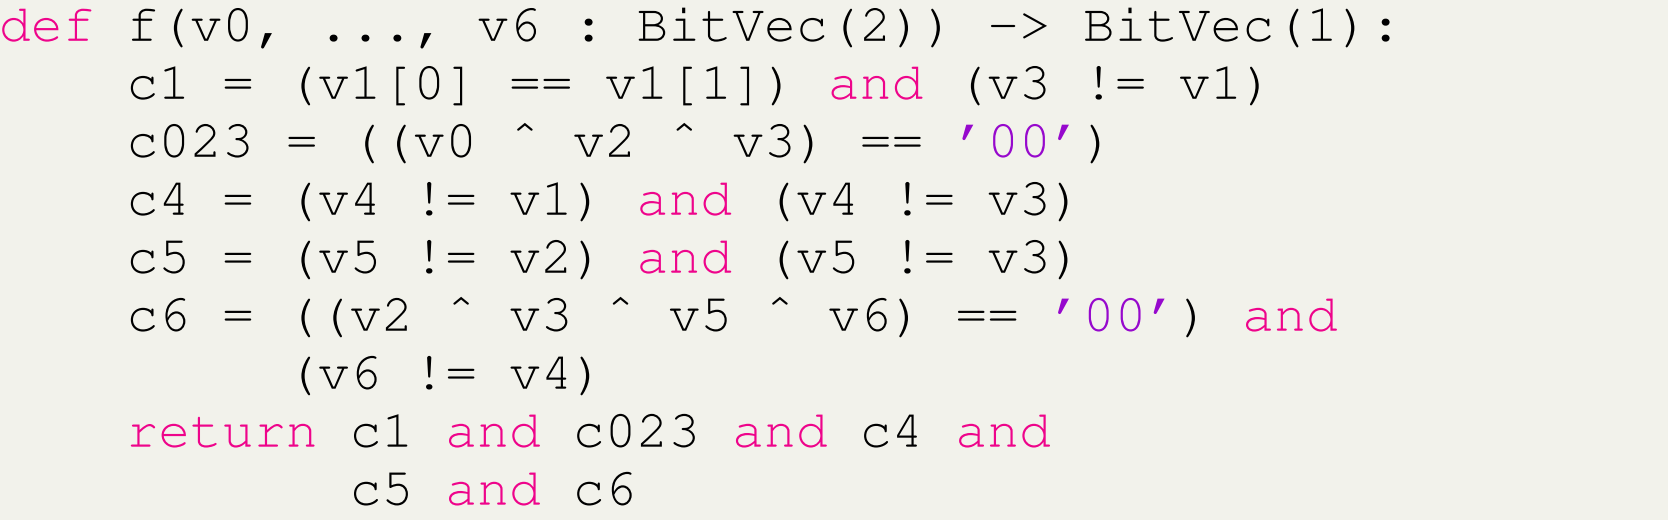 def f(v0, ..., v6 : BitVec(2)) -> BitVec(1):
    c1 = (v1[0] == v1[1]) and (v3 != v1)
    c023 = ((v0 ^ v2 ^ v3) == '00')
    c4 = (v4 != v1) and (v4 != v3)
    c5 = (v5 != v2) and (v5 != v3)
    c6 = ((v2 ^ v3 ^ v5 ^ v6) == '00') and
         (v6 != v4)
    return c1 and c023 and c4 and
           c5 and c6